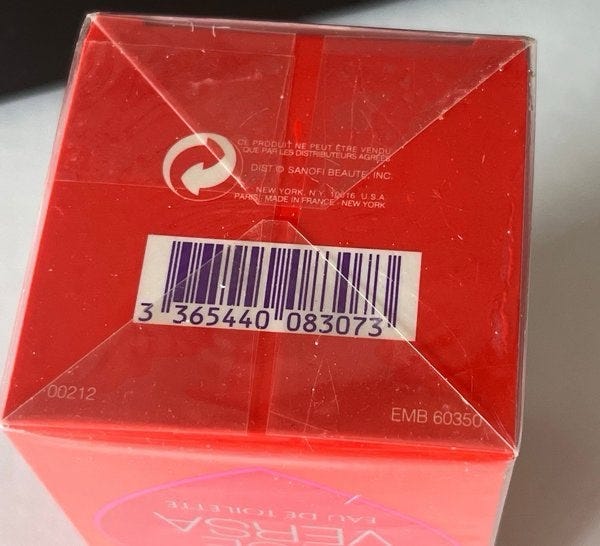 CE PRODUIT NE PEUT ÊTRE VENDU
QUE PAR LES DISTRIBUTEURS AGRÉÉS
DIST © SANOFI BEAUTE, INC.
NEW YORK, N.Y. 10016 U.S.A
PARIS - MADE IN FRANCE - NEW YORK
3 365440 083073
00212
EMB 60350
EAU DE TOILETTE
VERSA